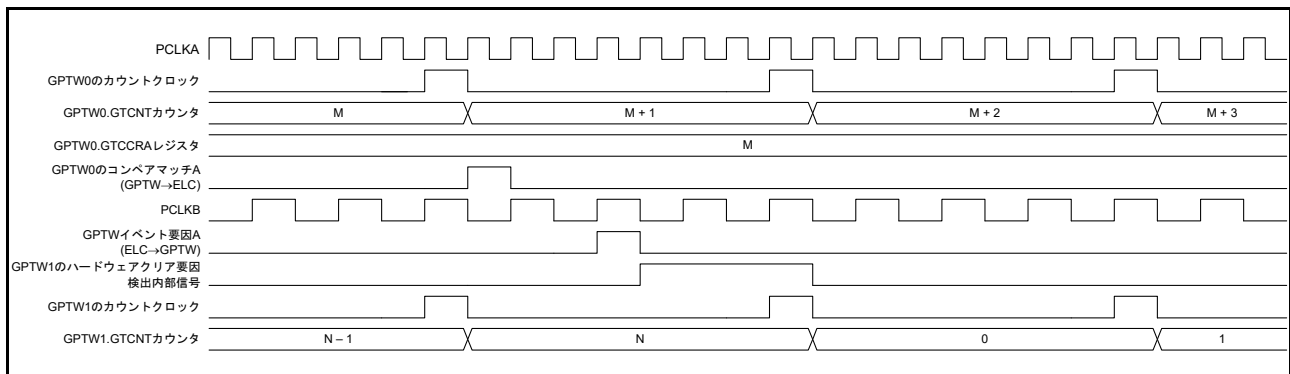 PCLKA
GPTW0のカウントクロック
GPTW0.GTCNTカウンタ
M
M + 1
M + 2
M + 3
GPTW0.GTCCRAレジスタ
M
GPTW0のコンペアマッチA
(GPTW→ELC)
PCLKB
GPTWイベント要因A
(ELC→GPTW)
GPTW1のハードウェアクリア要因
検出内部信号
GPTW1のカウントクロック
GPTW1.GTCNTカウンタ
N – 1
N
0
1